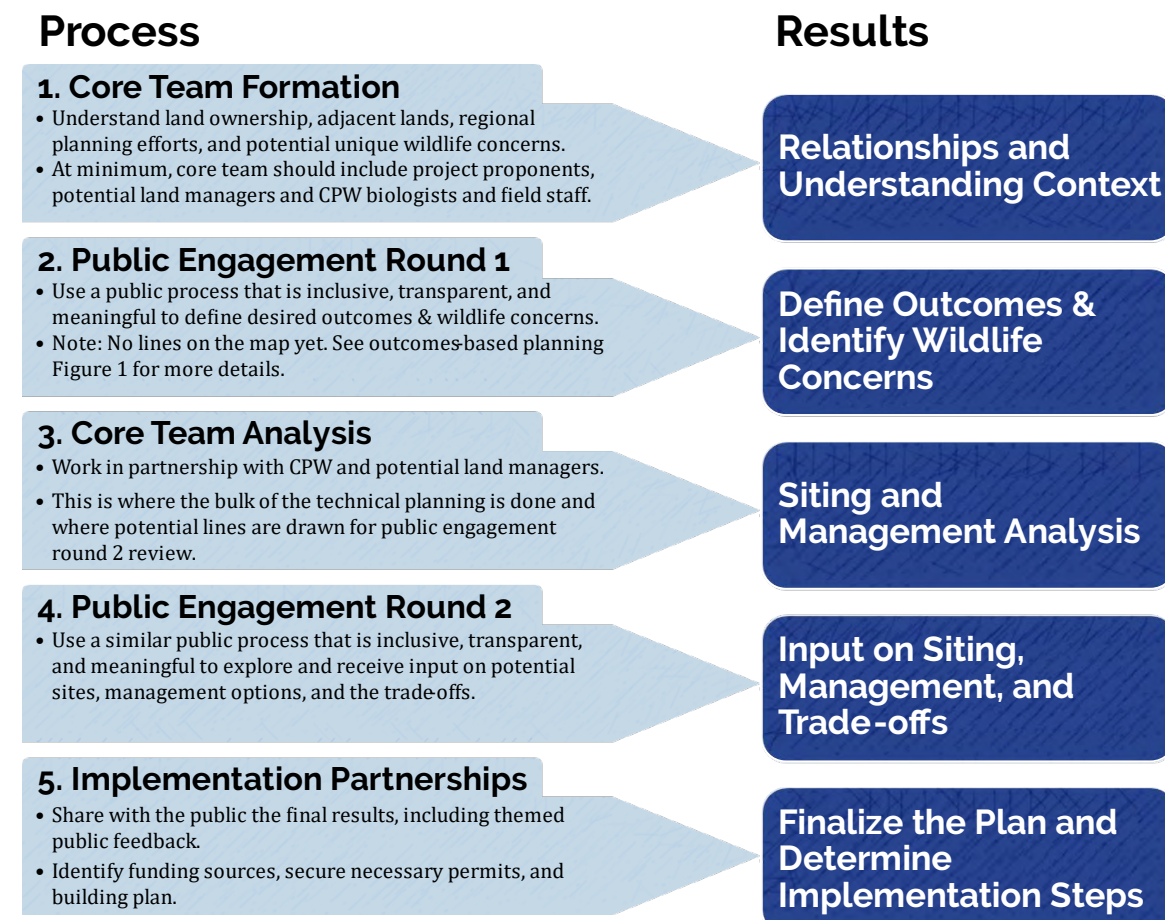 Process
Results
1. Core Team Formation
• Understand land ownership, adjacent lands, regional
planning efforts, and potential unique wildlife concerns.
• At minimum, core team should include project proponents,
potential land managers and CPW biologists and field staff.
Relationships and
Understanding Context
2. Public Engagement Round 1
• Use a public process that is inclusive, transparent, and
meaningful to define desired outcomes & wildlife concerns.
• Note: No lines on the map yet. See outcomes-based planning
Figure 1 for more details.
Define Outcomes &
Identify Wildlife
Concerns
3. Core Team Analysis
• Work in partnership with CPW and potential land managers.
• This is where the bulk of the technical planning is done and
where potential lines are drawn for public engagement
round 2 review.
Siting and
Management Analysis
4. Public Engagement Round 2
• Use a similar public process that is inclusive, transparent,
and meaningful to explore and receive input on potential
sites, management options, and the trade-offs.
Input on Siting,
Management, and
Trade-offs
5. Implementation Partnerships
• Share with the public the final results, including themed
public feedback.
• Identify funding sources, secure necessary permits, and
building plan.
Finalize the Plan and
Determine
Implementation Steps